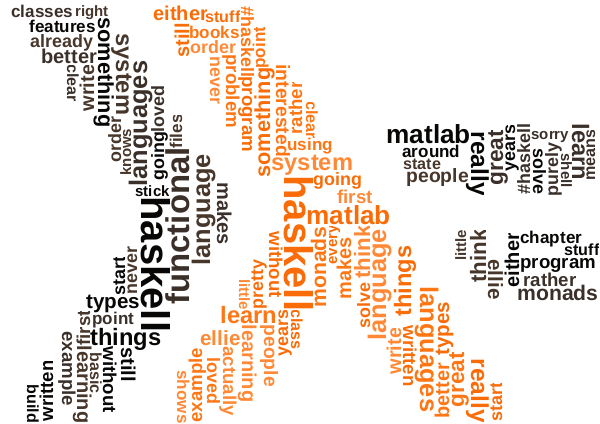 classes right
features
already
better
clear
write
something
system
languages
going
loved
order
knows
files
stick
functional
language
makes
haskell
never
start
types
point
things
first
learning
example
basic
without
still
written
build
either
stuff
still
books
order
never
#haskell
point
problem
program
something
interested
rather
clear
using
system
going
first
haskell
matlab
monads
every
makes
think
solve
language
things
without
pretty
little
learn
class
years
ellie
learning
people
actually
loved
example
shows
write
written
languages
types
better
great
really
start
matlab
really
great
years
around
state
people
#haskell
solve
sorry
purely
shell
learn
means
little
think
ellie
either
chapter
stuff
program
rather
monads